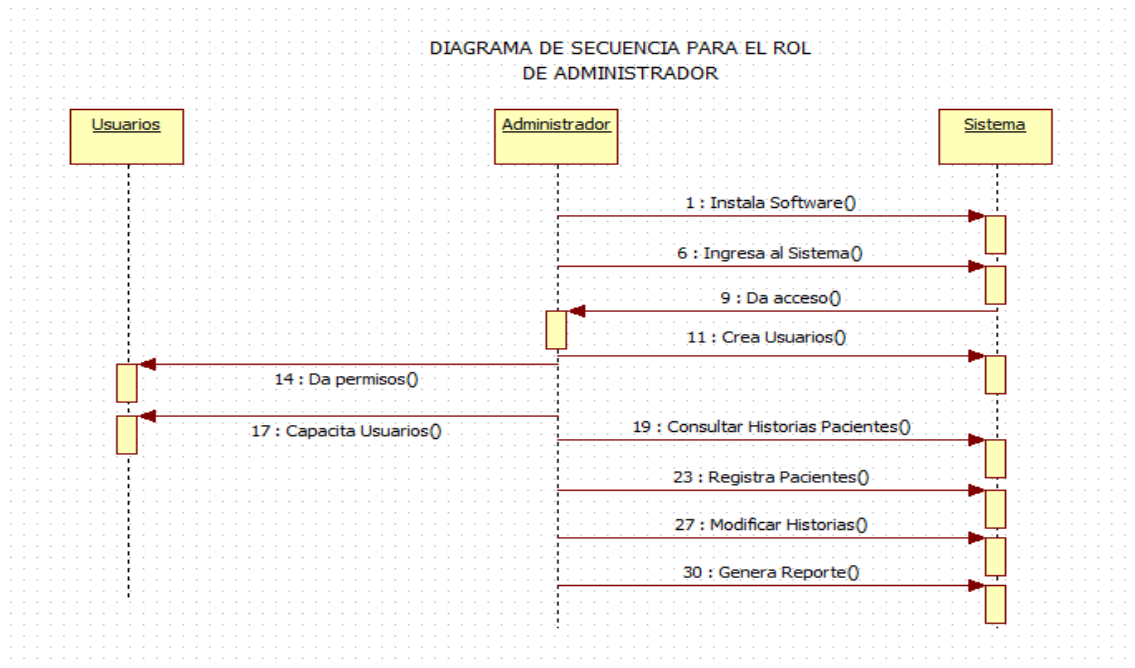 DIAGRAMA DE SECUENCIA PARA EL ROL
DE ADMINISTRADOR
Usuarios
Administrador
Sistema
1 : Instala Software()
6 : Ingresa al Sistema()
9 : Da acceso()
11 : Crea Usuarios()
14 : Da permisos()
17 : Capacita Usuarios()
19 : Consultar Historias Pacientes()
23 : Registra Pacientes()
27 : Modificar Historias()
30 : Genera Reporte()